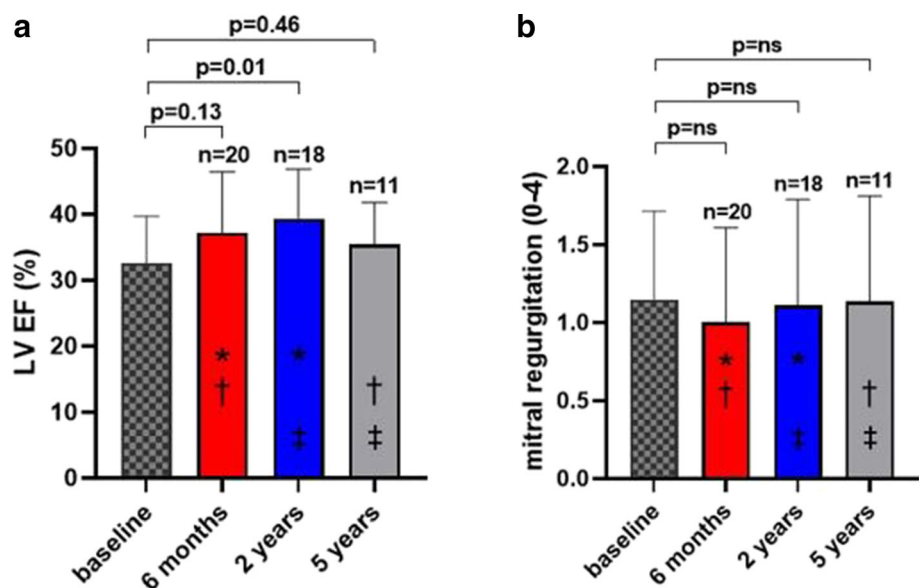 a
p=0.46
p=0.01
p=0.13
n=20
n=18
n=11
LV EF (%)
50
40
30
20
10
0
*
†
*
‡
†
‡
baseline
6 months
2 years
5 years
b
p=ns
p=ns
p=ns
n=20
n=18
n=11
mitral regurgitation (0-4)
2.0
1.5
1.0
0.5
0.0
*
†
*
‡
†
‡
baseline
6 months
2 years
5 years